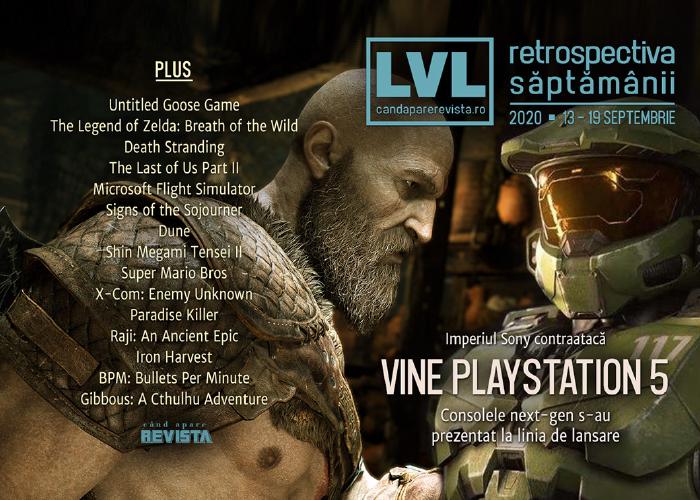 LVL
candaparerevista.ro
retrospectiva
săptămânii
2020 ▪ 13 - 19 SEPTEMBRIE
PLUS
Untitled Goose Game
The Legend of Zelda: Breath of the Wild
Death Stranding
The Last of Us Part II
Microsoft Flight Simulator
Signs of the Sojourner
Dune
Shin Megami Tensei II
Super Mario Bros
X-Com: Enemy Unknown
Paradise Killer
Raji: An Ancient Epic
Iron Harvest
BPM: Bullets Per Minute
Gibbous: A Cthulhu Adventure
când apare
REVISTA
117
Imperiul Sony contraatacă
VINE PLAYSTATION 5
Consolele next-gen s-au
prezentat la linia de lansare